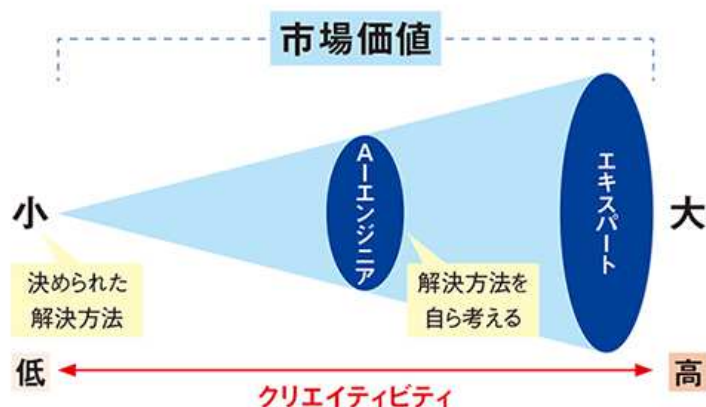 市場価値
小
AIエンジニア
エキスパート
大
決められた
解決方法
解決方法を
自ら考える
低
高
クリエイティビティ